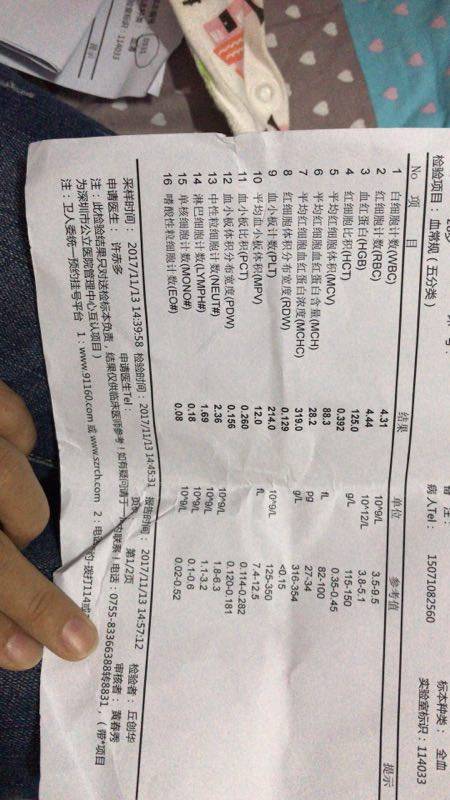 标本种类： 全血
实验室标识：114033
病人Tel： 15071082560
检验项目：血常规（五分类）
No 项 目 结果 单位 参考值 提示
1 白细胞计数(WBC) 4.31 10^9/L 3.5-9.5
2 红细胞计数(RBC) 4.44 10^12/L 3.8-5.1
3 血红蛋白(HGB) 125.0 g/L 115-150
4 红细胞比积(HCT) 0.392 0.35-0.45
5 平均红细胞体积(MCV) 88.3 fL 82-100
6 平均红细胞血红蛋白含量(MCH) 28.2 pg 27-34
7 平均红细胞血红蛋白浓度(MCHC) 319.0 g/L 316-354
8 红细胞体积分布宽度(RDW) 0.129 <0.15
9 血小板计数(PLT) 214.0 10^9/L 125-350
10 平均血小板体积(MPV) 12.0 fL 7.4-12.5
11 血小板比积(PCT) 0.260 0.114-0.282
12 血小板体积分布宽度(PDW) 0.156 0.120-0.181
13 中性粒细胞计数(NEUT#) 2.36 10^9/L 1.8-6.3
14 淋巴细胞计数(LYMPH#) 1.69 10^9/L 1.1-3.2
15 单核细胞计数(MONO#) 0.18 10^9/L 0.1-0.6
16 嗜酸性粒细胞计数(EO#) 0.08 10^9/L 0.02-0.52
采样时间： 2017/11/13 14:39:58 检验时间：2017/11/13 14:45:31 报告时间： 2017/11/13 14:57:12 检验者： 丘创华
申请医生： 许赤多 申请医生Tel： 第1/2页 审核者： 黄春秀
注：此检验结果只对送检标本负责，结果仅供临床医师参考！如有疑问请于 联系！电话：0755-83366388转8831，（带*项目
为深圳市公立医院管理中心互认项目）
注：卫人委统一预约挂号平台 1：www.91160.com 或 www.szrch.com 2：电话 拨打114或
实验室标识：114033
提示